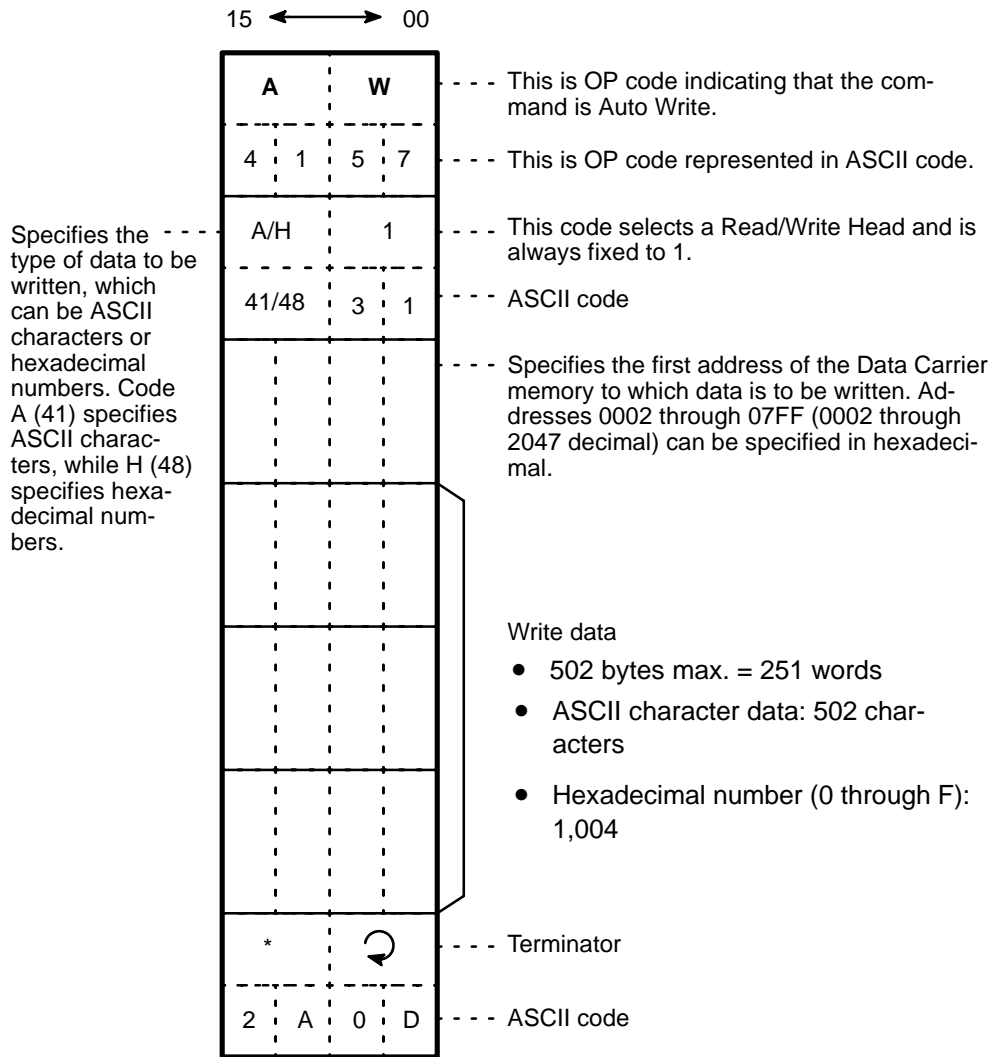 15 00
A W
This is OP code indicating that the com-
mand is Auto Write.
4 1 5 7
This is OP code represented in ASCII code.
Specifies the
type of data to be
written, which
can be ASCII
characters or
hexadecimal
numbers. Code
A (41) specifies
ASCII charac-
ters, while H (48)
specifies hexa-
decimal num-
bers.
A/H 1
This code selects a Read/Write Head and is
always fixed to 1.
41/48 3 1
ASCII code
Specifies the first address of the Data Carrier
memory to which data is to be written. Ad-
dresses 0002 through 07FF (0002 through
2047 decimal) can be specified in hexadeci-
mal.
Write data
• 502 bytes max. = 251 words
• ASCII character data: 502 char-
acters
• Hexadecimal number (0 through F):
1,004
*
Terminator
2 A 0 D
ASCII code